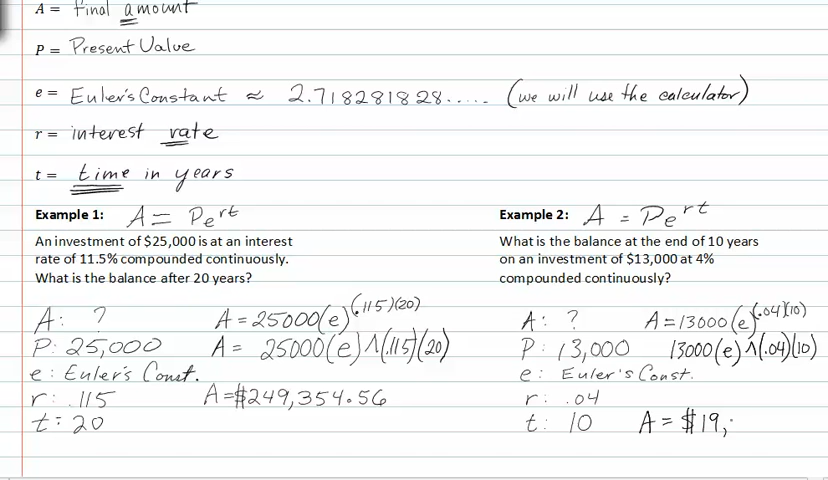 A = Final amount
P = Present Value
e = Euler's Constant ≈ 2.718281828..... (we will use the calculator)
r = interest rate
t = time in years
Example 1: A = Pe^rt
An investment of $25,000 is at an interest
rate of 11.5% compounded continuously.
What is the balance after 20 years?
A: ? A = 25000(e)^(.115)(20)
P: 25,000 A = 25000(e)^(.115)(20)
e: Euler's Const.
r: .115 A=$249,354.56
t: 20
Example 2: A = Pe^rt
What is the balance at the end of 10 years
on an investment of $13,000 at 4%
compounded continuously?
A: ? A = 13000(e)^(.04)(10)
P: 13,000 13000(e)^(.04)(10)
e: Euler's Const.
r: .04
t: 10 A = $19,